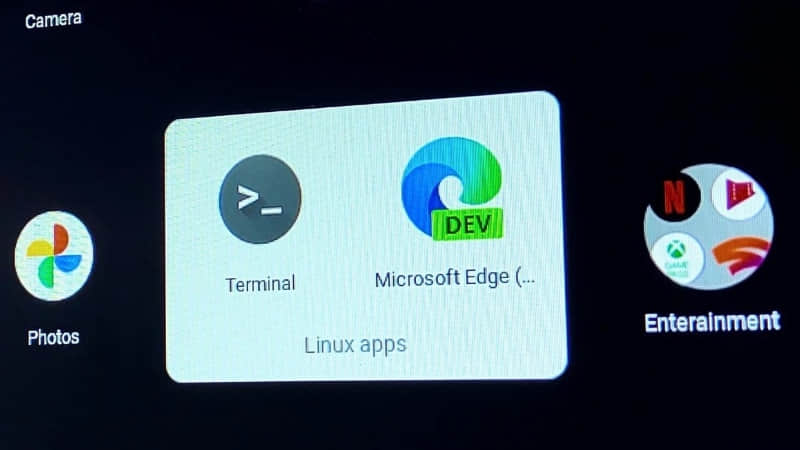 Camera
>_
DEV
Terminal
Microsoft Edge (...
Linux apps
Photos
N
GAME
PASS
Enterainment